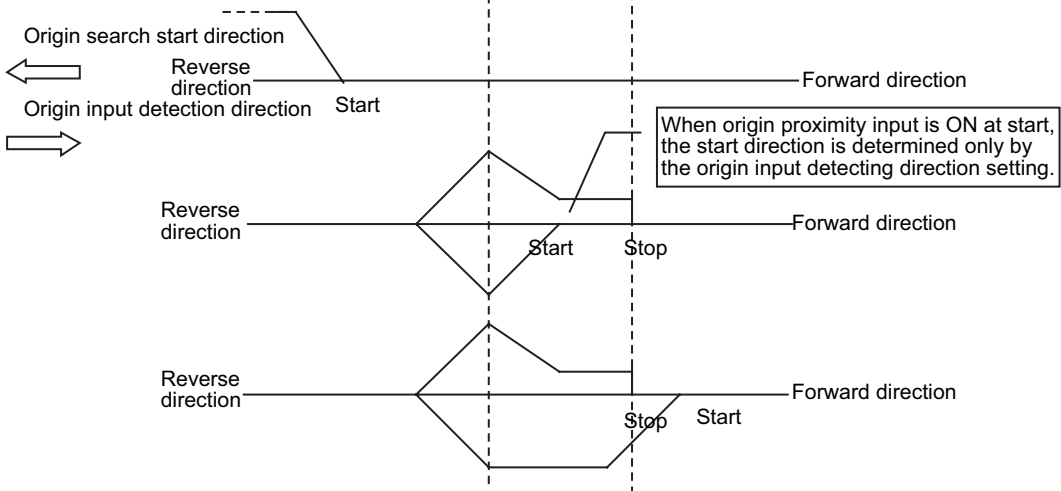 Origin search start direction
Reverse
direction
Forward direction
Origin input detection direction
Start
When origin proximity input is ON at start,
the start direction is determined only by
the origin input detecting direction setting.
Reverse
direction
Forward direction
Start
Stop
Reverse
direction
Forward direction
Stop
Start